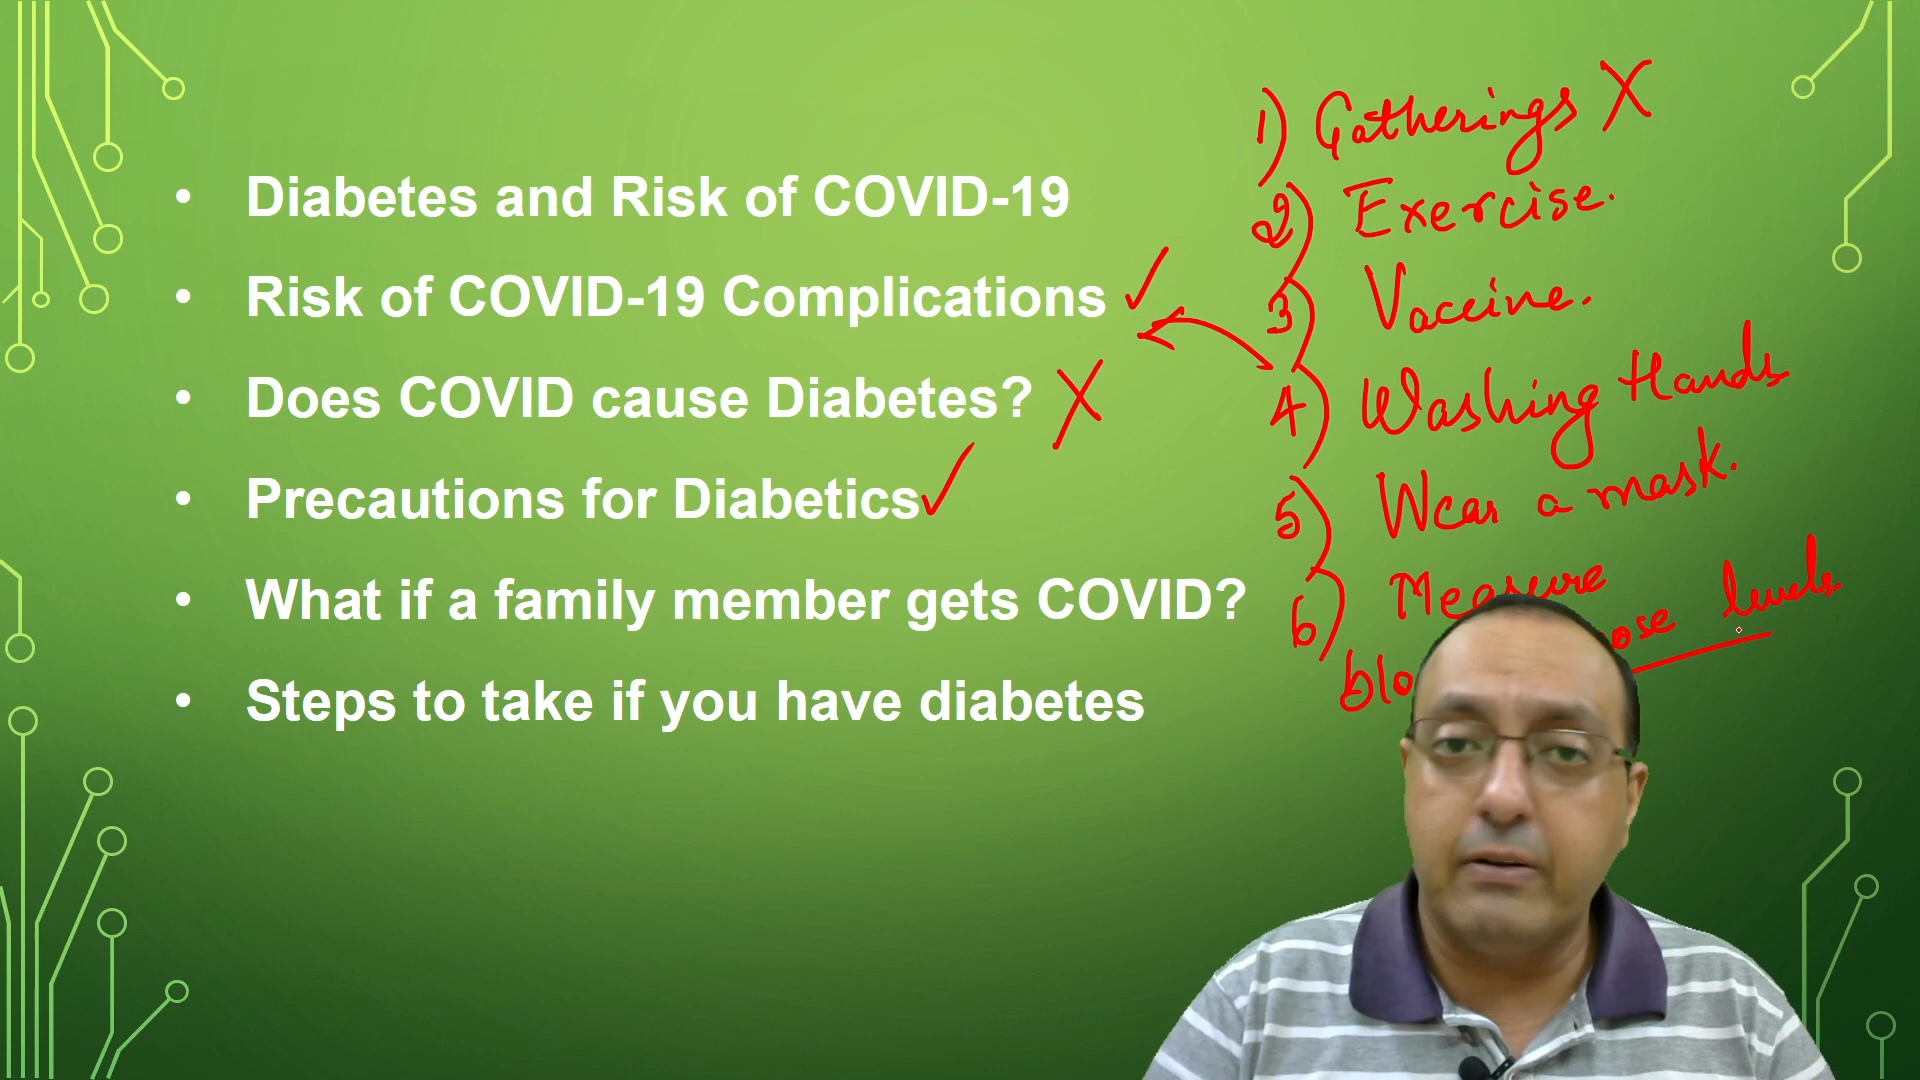 • Diabetes and Risk of COVID-19
• Risk of COVID-19 Complications ✓
• Does COVID cause Diabetes? X
• Precautions for Diabetics ✓
• What if a family member gets COVID?
• Steps to take if you have diabetes
1) Gatherings X
2) Exercise.
3) Vaccine.
4) Washing Hands
5) Wear a mask.
6) Measure
levels